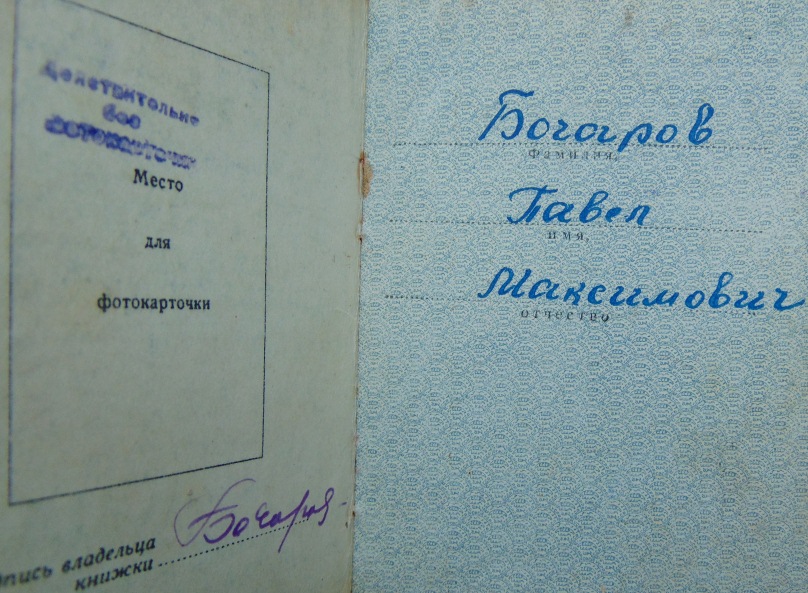 Действительно
без
фотокарточки
Место
для
фотокарточки
пись владельца
книжки
Бочаров
Бочаров
фамилия,
Павел
имя,
Максимович
отчество